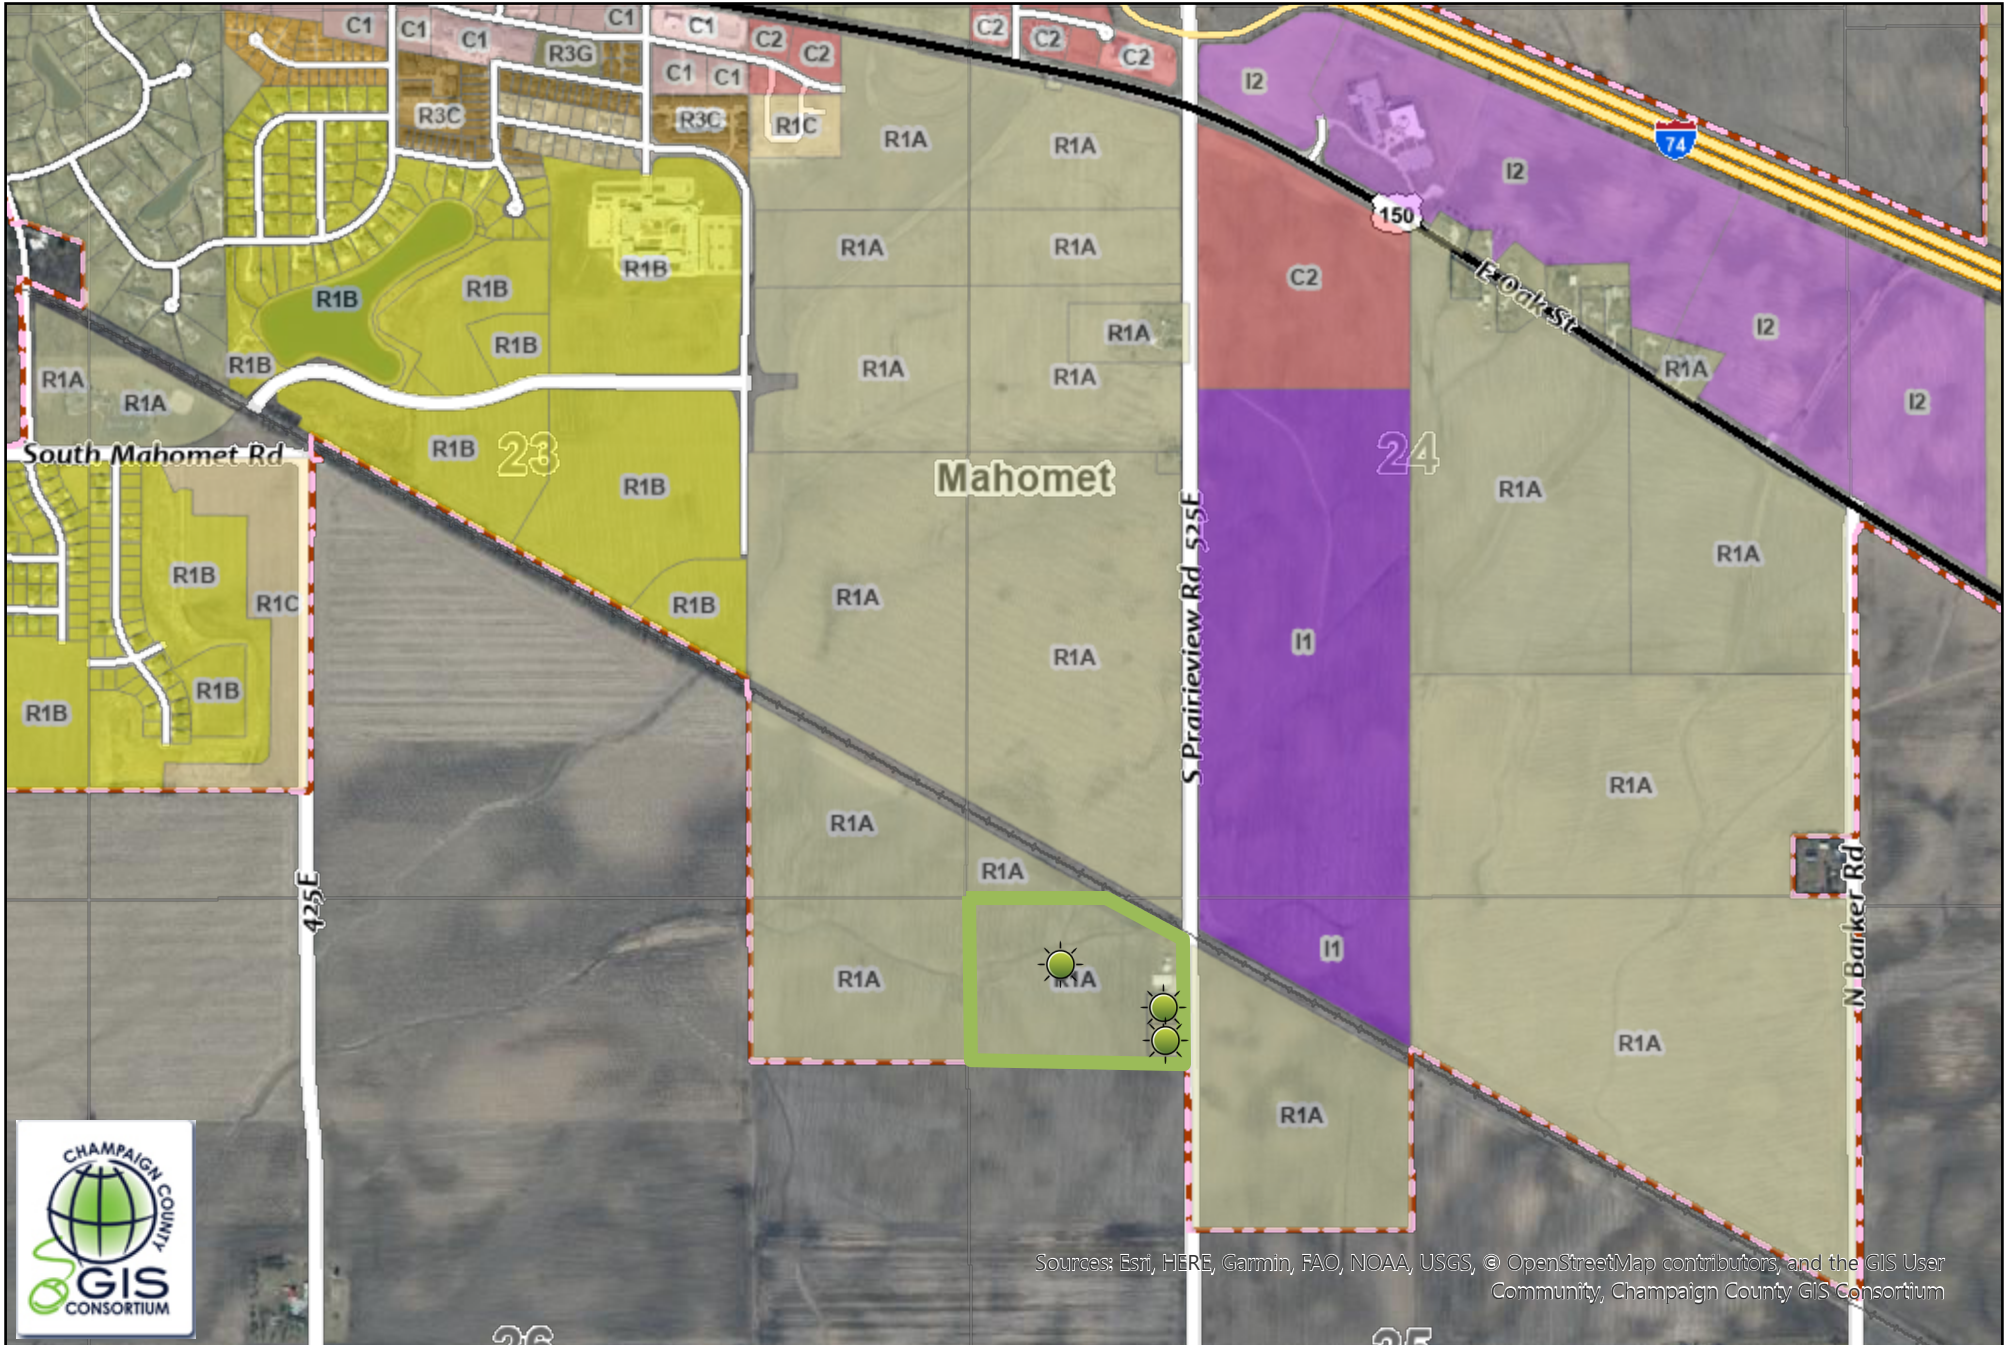 C1
C1
C1
C1
C1
C2
C2
C2
C2
C2
R3G
C1
C1
I2
R3C
R3C
R1C
R1A
R1A
74
I2
150
R1A
R1A
R1B
C2
R1B
R1B
E Oak St
R1B
R1A
I2
R1B
R1A
R1A
R1A
R1A
R1A
R1A
I2
South Mahomet Rd
R1B
23
Mahomet
24
R1B
R1A
S Prairieview Rd 525E
R1A
R1B
R1C
R1B
R1A
I1
R1A
R1B
R1B
R1A
R1A
R1A
425E
N Barker Rd
R1A
R1A
I1
R1A
R1A
CHAMPAIGN COUNTY
GIS
CONSORTIUM
Sources: Esri, HERE, Garmin, FAO, NOAA, USGS, © OpenStreetMap contributors, and the GIS User
Community, Champaign County GIS Consortium
26
25